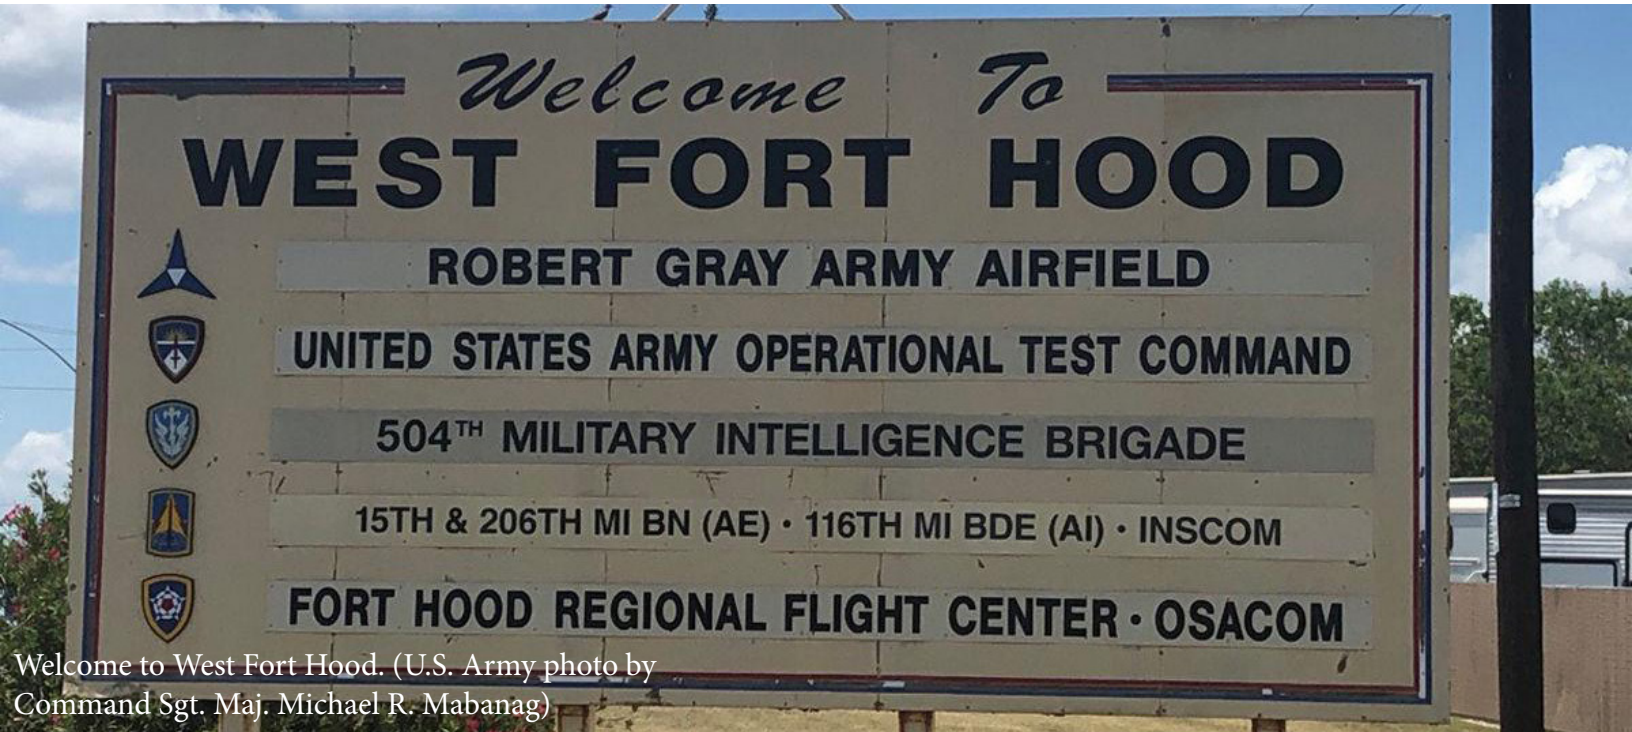 Welcome To
WEST FORT HOOD
ROBERT GRAY ARMY AIRFIELD
UNITED STATES ARMY OPERATIONAL TEST COMMAND
504TH MILITARY INTELLIGENCE BRIGADE
15TH & 206TH MI BN (AE) • 116TH MI BDE (AI) • INSCOM
FORT HOOD REGIONAL FLIGHT CENTER • OSACOM
Welcome to West Fort Hood. (U.S. Army photo by
Command Sgt. Maj. Michael R. Mabanag)